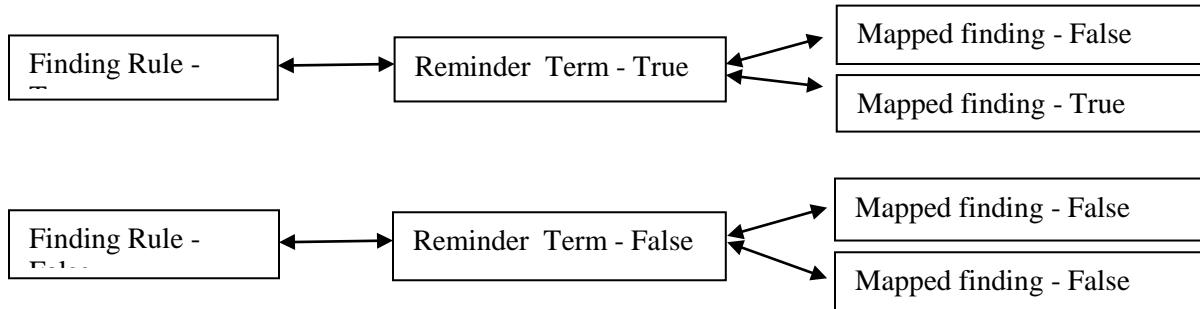 Mapped finding - False
Finding Rule -
Reminder  Term - True
Mapped finding - True
Mapped finding - False
Finding Rule -
Reminder  Term - False
Mapped finding - False